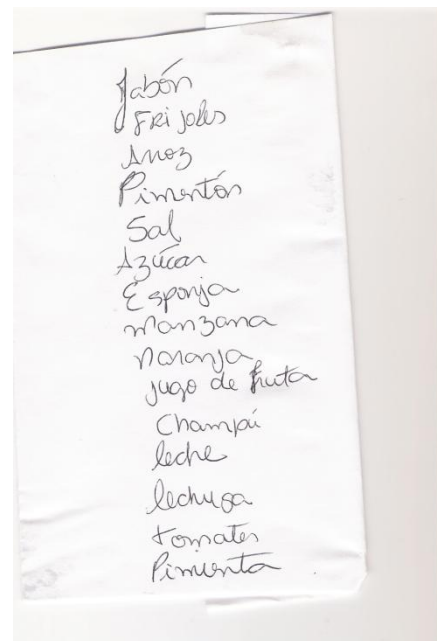 Jabón
FRijoles
Arroz
Pimentón
Sal
Azúcar
Esponja
manzana
naranja
jugo de fruta
Champú
leche
lechuga
tomates
Pimienta